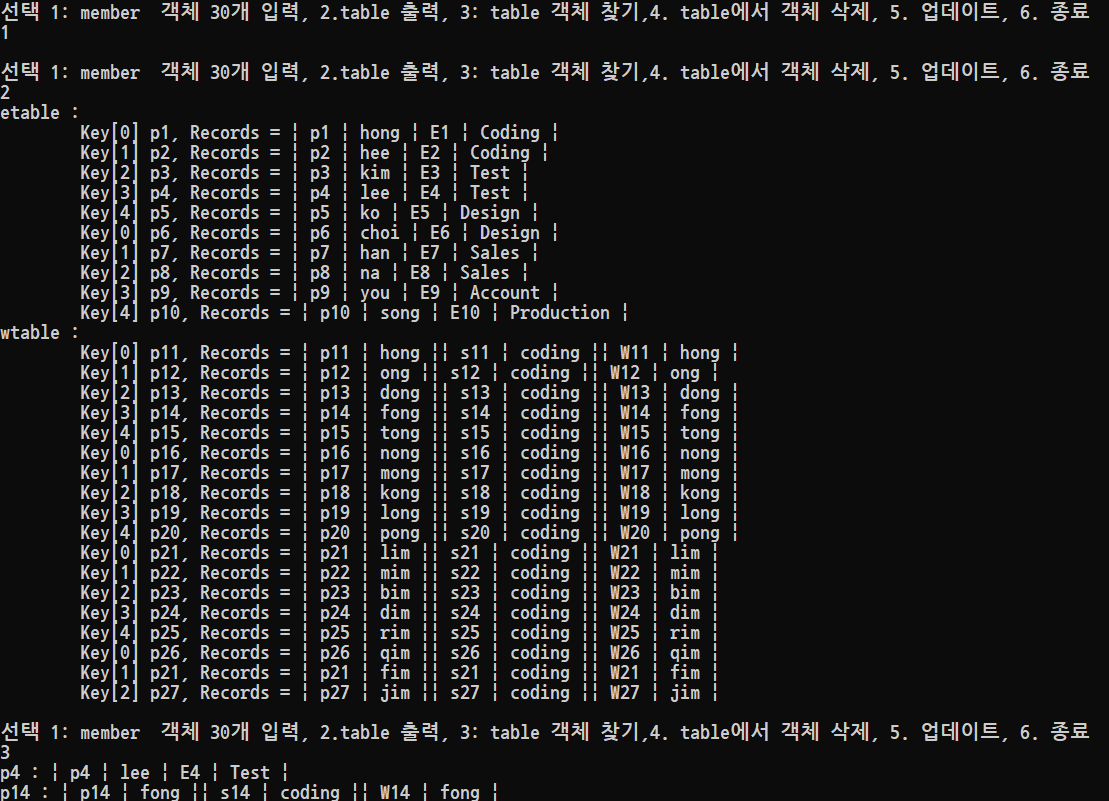 선택 1: member  객체 30개 입력, 2.table 출력, 3: table 객체 찾기,4. table에서 객체 삭제, 5. 업데이트, 6. 종료
1
선택 1: member  객체 30개 입력, 2.table 출력, 3: table 객체 찾기,4. table에서 객체 삭제, 5. 업데이트, 6. 종료
2
etable :
Key[0] p1, Records = ¦ p1 ¦ hong ¦ E1 ¦ Coding ¦
Key[1] p2, Records = ¦ p2 ¦ hee ¦ E2 ¦ Coding ¦
Key[2] p3, Records = ¦ p3 ¦ kim ¦ E3 ¦ Test ¦
Key[3] p4, Records = ¦ p4 ¦ lee ¦ E4 ¦ Test ¦
Key[4] p5, Records = ¦ p5 ¦ ko ¦ E5 ¦ Design ¦
Key[0] p6, Records = ¦ p6 ¦ choi ¦ E6 ¦ Design ¦
Key[1] p7, Records = ¦ p7 ¦ han ¦ E7 ¦ Sales ¦
Key[2] p8, Records = ¦ p8 ¦ na ¦ E8 ¦ Sales ¦
Key[3] p9, Records = ¦ p9 ¦ you ¦ E9 ¦ Account ¦
Key[4] p10, Records = ¦ p10 ¦ song ¦ E10 ¦ Production ¦
wtable :
Key[0] p11, Records = ¦ p11 ¦ hong ¦¦ s11 ¦ coding ¦¦ W11 ¦ hong ¦
Key[1] p12, Records = ¦ p12 ¦ ong ¦¦ s12 ¦ coding ¦¦ W12 ¦ ong ¦
Key[2] p13, Records = ¦ p13 ¦ dong ¦¦ s13 ¦ coding ¦¦ W13 ¦ dong ¦
Key[3] p14, Records = ¦ p14 ¦ fong ¦¦ s14 ¦ coding ¦¦ W14 ¦ fong ¦
Key[4] p15, Records = ¦ p15 ¦ tong ¦¦ s15 ¦ coding ¦¦ W15 ¦ tong ¦
Key[0] p16, Records = ¦ p16 ¦ nong ¦¦ s16 ¦ coding ¦¦ W16 ¦ nong ¦
Key[1] p17, Records = ¦ p17 ¦ mong ¦¦ s17 ¦ coding ¦¦ W17 ¦ mong ¦
Key[2] p18, Records = ¦ p18 ¦ kong ¦¦ s18 ¦ coding ¦¦ W18 ¦ kong ¦
Key[3] p19, Records = ¦ p19 ¦ long ¦¦ s19 ¦ coding ¦¦ W19 ¦ long ¦
Key[4] p20, Records = ¦ p20 ¦ pong ¦¦ s20 ¦ coding ¦¦ W20 ¦ pong ¦
Key[0] p21, Records = ¦ p21 ¦ lim ¦¦ s21 ¦ coding ¦¦ W21 ¦ lim ¦
Key[1] p22, Records = ¦ p22 ¦ mim ¦¦ s22 ¦ coding ¦¦ W22 ¦ mim ¦
Key[2] p23, Records = ¦ p23 ¦ bim ¦¦ s23 ¦ coding ¦¦ W23 ¦ bim ¦
Key[3] p24, Records = ¦ p24 ¦ dim ¦¦ s24 ¦ coding ¦¦ W24 ¦ dim ¦
Key[4] p25, Records = ¦ p25 ¦ rim ¦¦ s25 ¦ coding ¦¦ W25 ¦ rim ¦
Key[0] p26, Records = ¦ p26 ¦ qim ¦¦ s26 ¦ coding ¦¦ W26 ¦ qim ¦
Key[1] p21, Records = ¦ p21 ¦ fim ¦¦ s21 ¦ coding ¦¦ W21 ¦ fim ¦
Key[2] p27, Records = ¦ p27 ¦ jim ¦¦ s27 ¦ coding ¦¦ W27 ¦ jim ¦
선택 1: member  객체 30개 입력, 2.table 출력, 3: table 객체 찾기,4. table에서 객체 삭제, 5. 업데이트, 6. 종료
3
p4 : ¦ p4 ¦ lee ¦ E4 ¦ Test ¦
p14 : ¦ p14 ¦ fong ¦¦ s14 ¦ coding ¦¦ W14 ¦ fong ¦